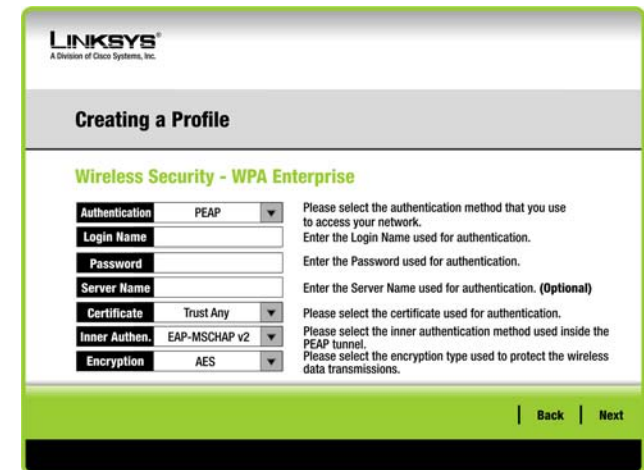 LINKSYS®
A Division of Cisco Systems, Inc.
Creating a Profile
Wireless Security - WPA Enterprise
Authentication PEAP Please select the authentication method that you use
to access your network.
Login Name Enter the Login Name used for authentication.
Password Enter the Password used for authentication.
Server Name Enter the Server Name used for authentication. (Optional)
Certificate Trust Any Please select the certificate used for authentication.
Inner Authen. EAP-MSCHAP v2 Please select the inner authentication method used inside the
PEAP tunnel.
Encryption AES Please select the encryption type used to protect the wireless
data transmissions.
Back Next